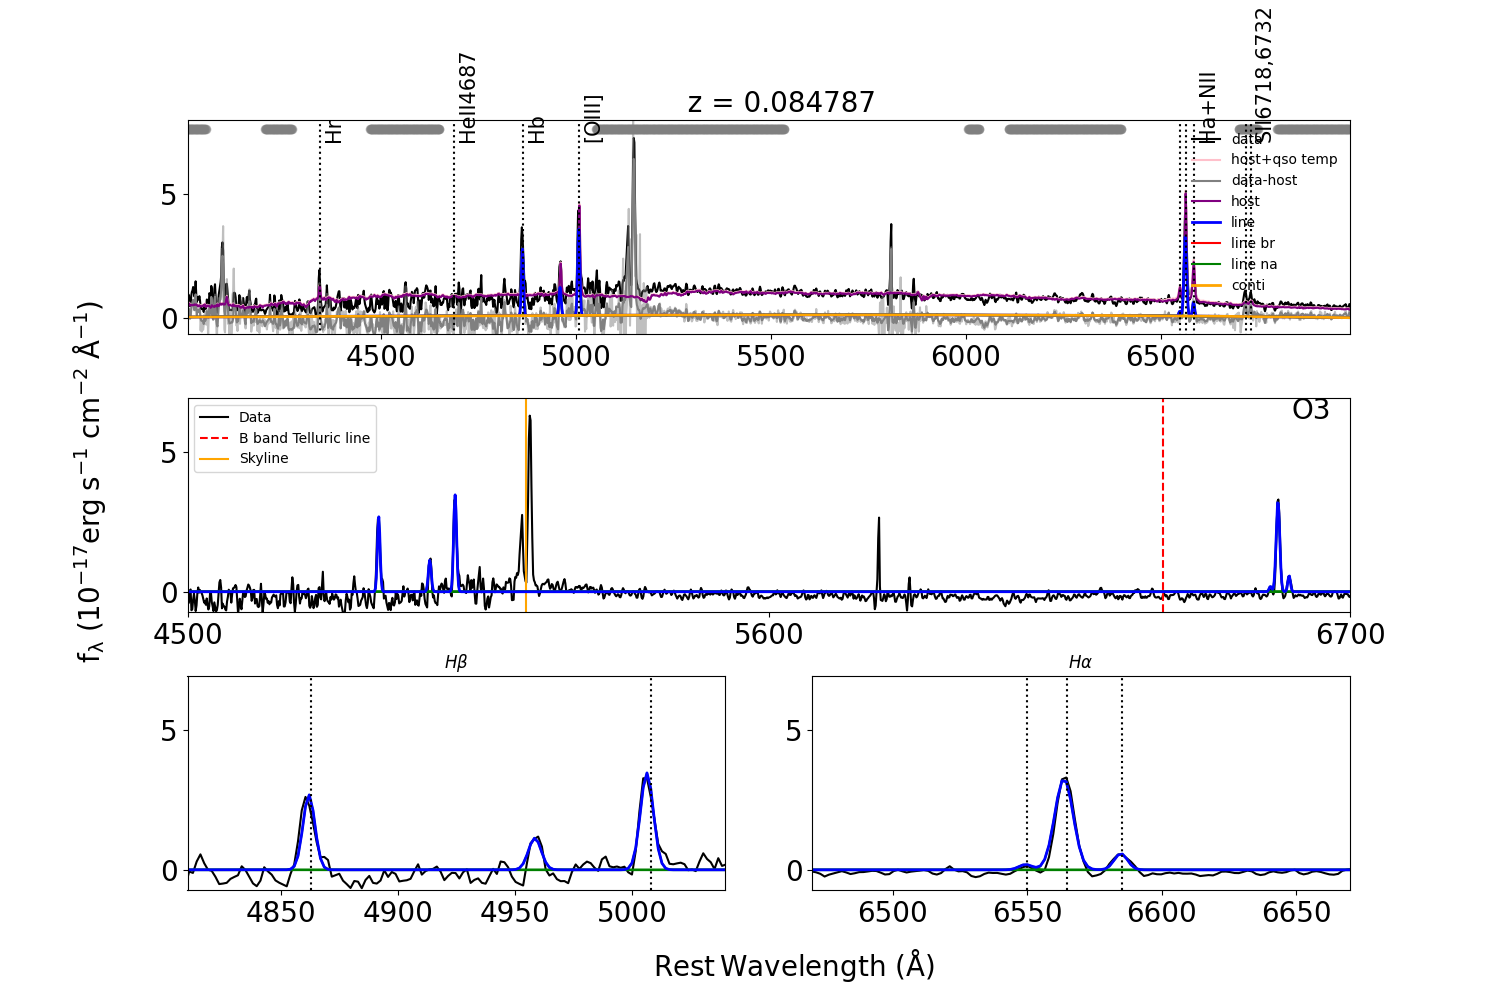 z = 0.084787
Hr
HeII4687
Hb
[OIII]
Ha+NII
SII6718,6732
data
host+qso temp
data-host
host
line
line br
line na
conti
5
0
4500
5000
5500
6000
6500
O3
Data
B band Telluric line
Skyline
5
0
4500
5600
6700
fλ (10⁻¹⁷erg s⁻¹ cm⁻² Å⁻¹)
Hβ
5
0
4850
4900
4950
5000
Hα
5
0
6500
6550
6600
6650
Rest Wavelength (Å)